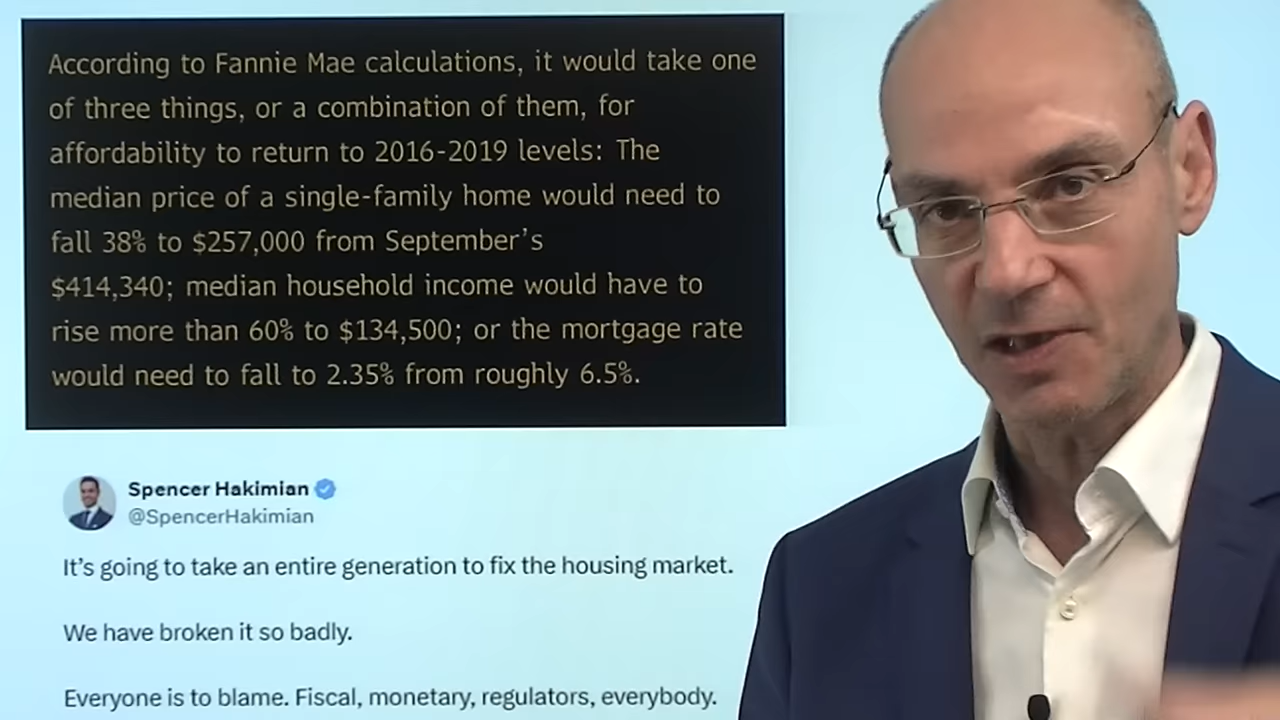 According to Fannie Mae calculations, it would take one
of three things, or a combination of them, for
affordability to return to 2016-2019 levels: The
median price of a single-family home would need to
fall 38% to $257,000 from September's
$414,340; median household income would have to
rise more than 60% to $134,500; or the mortgage rate
would need to fall to 2.35% from roughly 6.5%.
Spencer Hakimian
@SpencerHakimian
It's going to take an entire generation to fix the housing market.
We have broken it so badly.
Everyone is to blame. Fiscal, monetary, regulators, everybody.